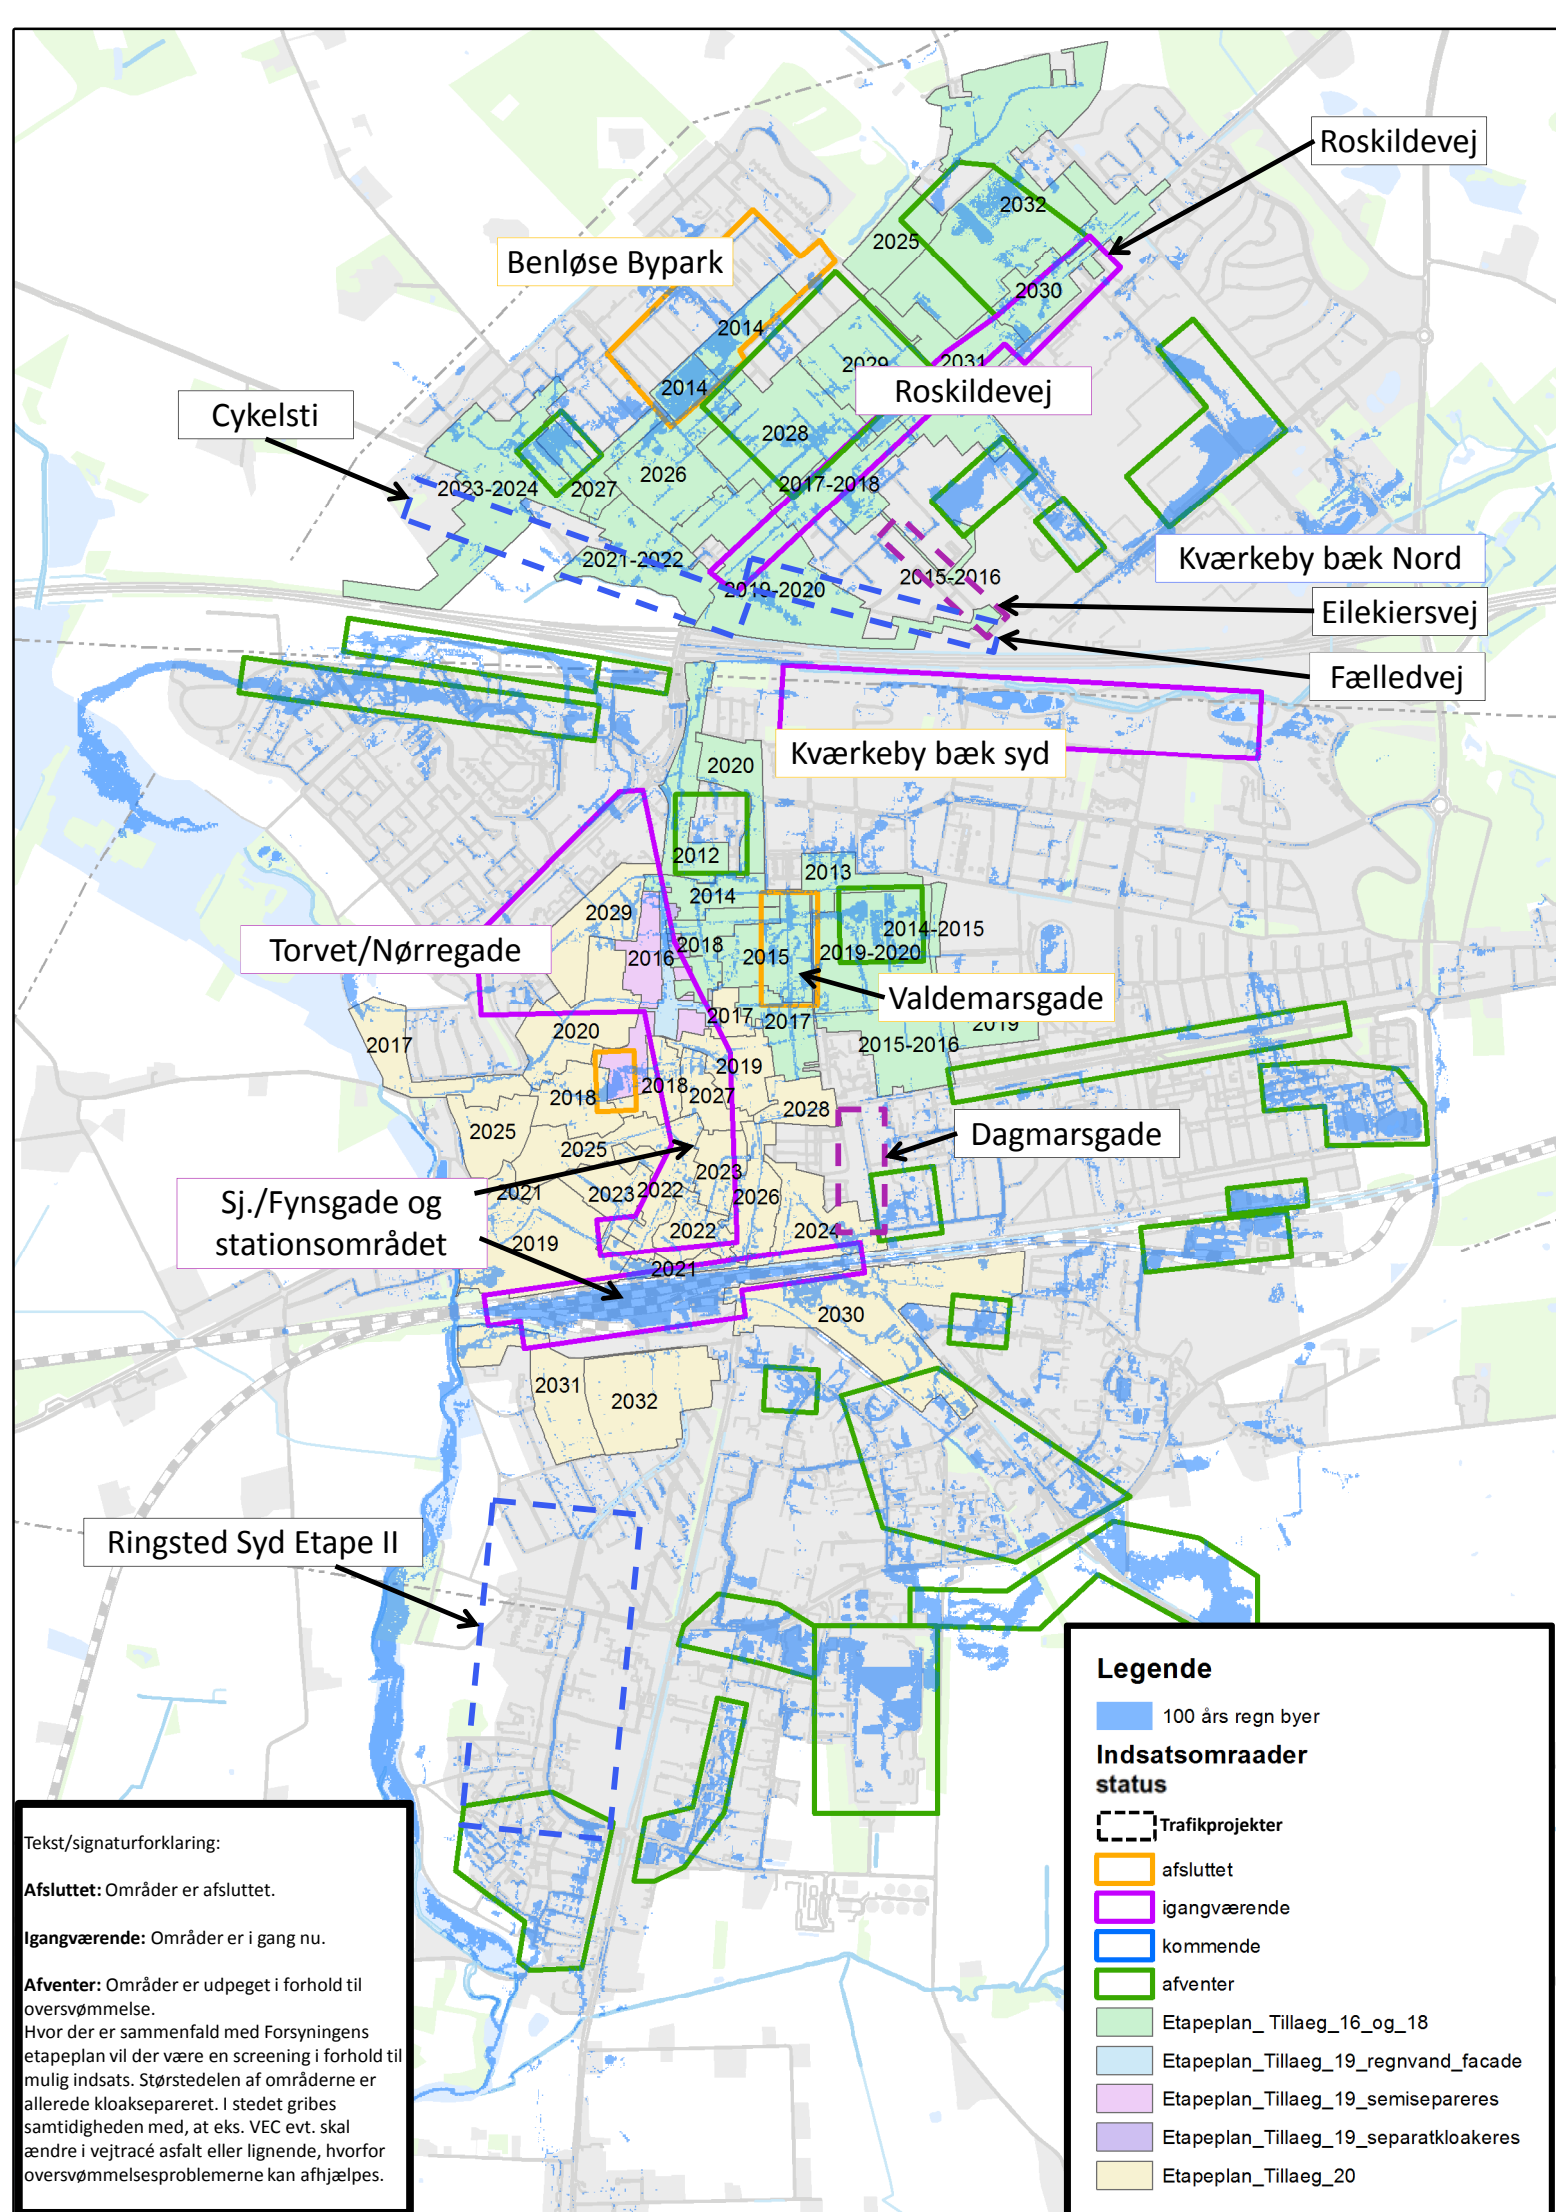 Roskildevej
2032
2025
Benløse Bypark
2030
2014
2031
2029
2014
Roskildevej
Cykelsti
2028
2026
2017-2018
2023-2024
2027
Kværkeby bæk Nord
2021-2022
2015-2016
2019-2020
Eilekiersvej
Fælledvej
Kværkeby bæk syd
2020
2012
2013
2014
2029
2014-2015
Torvet/Nørregade
2018
2016
2015
2019-2020
Valdemarsgade
2017
2017
2019
2020
2017
2015-2016
2019
2018
2018
2027
2028
2025
Dagmarsgade
2025
2023
2021
2023
2022
2026
Sj./Fynsgade og
stationsområdet
2022
2024
2019
2021
2030
2031
2032
Ringsted Syd Etape II
Legende
100 års regn byer
Indsatsomraader
status
Trafikprojekter
afsluttet
igangværende
kommende
afventer
Etapeplan_ Tillaeg_16_og_18
Etapeplan_Tillaeg_19_regnvand_facade
Etapeplan_Tillaeg_19_semisepareres
Etapeplan_Tillaeg_19_separatkloakeres
Etapeplan_Tillaeg_20
Tekst/signaturforklaring:
Afsluttet: Områder er afsluttet.
Igangværende: Områder er i gang nu.
Afventer: Områder er udpeget i forhold til
oversvømmelse.
Hvor der er sammenfald med Forsyningens
etapeplan vil der være en screening i forhold til
mulig indsats. Størstedelen af områderne er
allerede kloaksepareret. I stedet gribes
samtidigheden med, at eks. VEC evt. skal
ændre i vejtracé asfalt eller lignende, hvorfor
oversvømmelsesproblemerne kan afhjælpes.